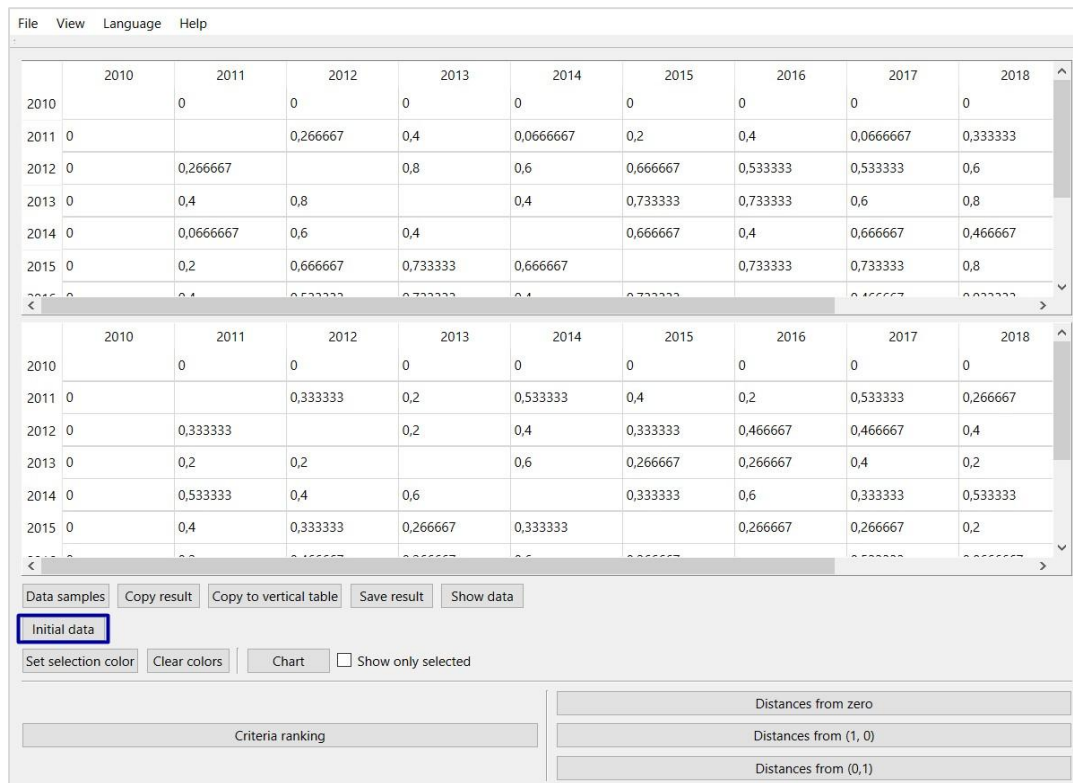 File View Language Help
2010 2011 2012 2013 2014 2015 2016 2017 2018
2010 0 0 0 0 0 0 0 0
2011 0 0,266667 0,4 0,0666667 0,2 0,4 0,0666667 0,333333
2012 0 0,266667 0,8 0,6 0,666667 0,533333 0,533333 0,6
2013 0 0,4 0,8 0,4 0,733333 0,733333 0,6 0,8
2014 0 0,0666667 0,6 0,4 0,666667 0,4 0,666667 0,466667
2015 0 0,2 0,666667 0,733333 0,666667 0,733333 0,733333 0,8
2010 2011 2012 2013 2014 2015 2016 2017 2018
2010 0 0 0 0 0 0 0 0
2011 0 0,333333 0,2 0,533333 0,4 0,2 0,533333 0,266667
2012 0 0,333333 0,2 0,4 0,333333 0,466667 0,466667 0,4
2013 0 0,2 0,2 0,6 0,266667 0,266667 0,4 0,2
2014 0 0,533333 0,4 0,6 0,333333 0,6 0,333333 0,533333
2015 0 0,4 0,333333 0,266667 0,333333 0,266667 0,266667 0,2
Data samples Copy result Copy to vertical table Save result Show data
Initial data
Set selection color Clear colors Chart Show only selected
Distances from zero
Criteria ranking Distances from (1, 0)
Distances from (0,1)